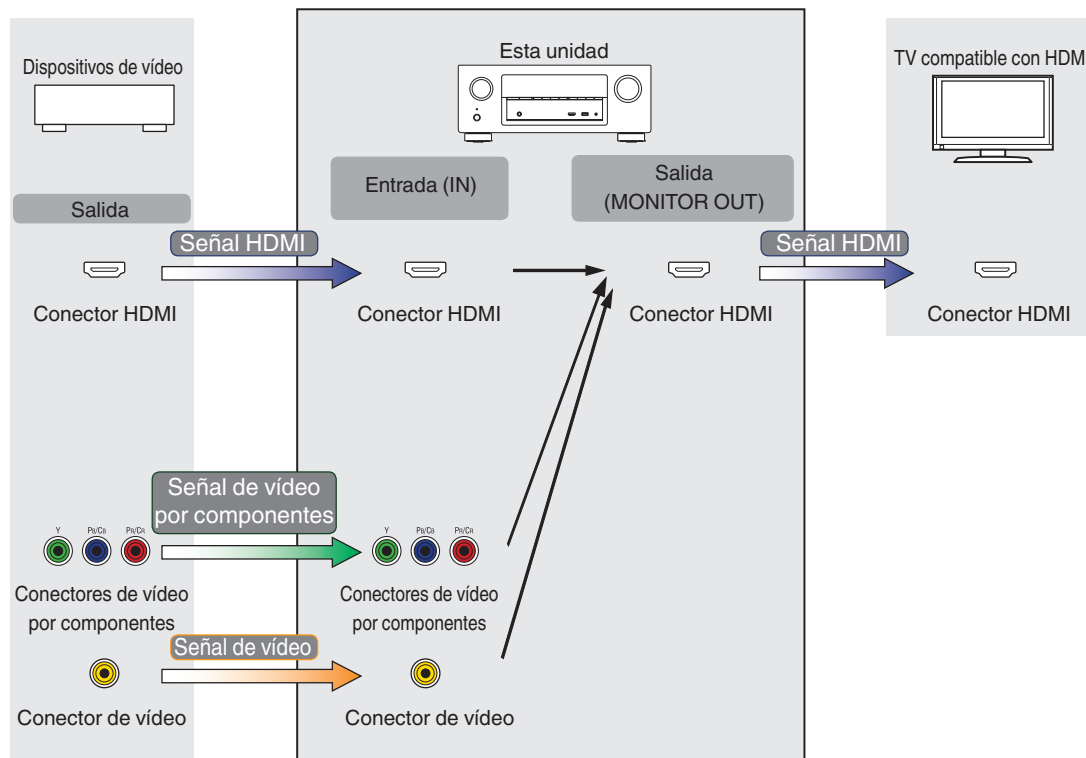 Dispositivos de vídeo
Esta unidad
TV compatible con HDM
Salida
Entrada (IN)
Salida
(MONITOR OUT)
Señal HDMI
Señal HDMI
Conector HDMI
Conector HDMI
Conector HDMI
Conector HDMI
Señal de vídeo
por componentes
Y PB/CB PR/CR
Y PB/CB PR/CR
Conectores de vídeo
por componentes
Conectores de vídeo
por componentes
Señal de vídeo
Conector de vídeo
Conector de vídeo